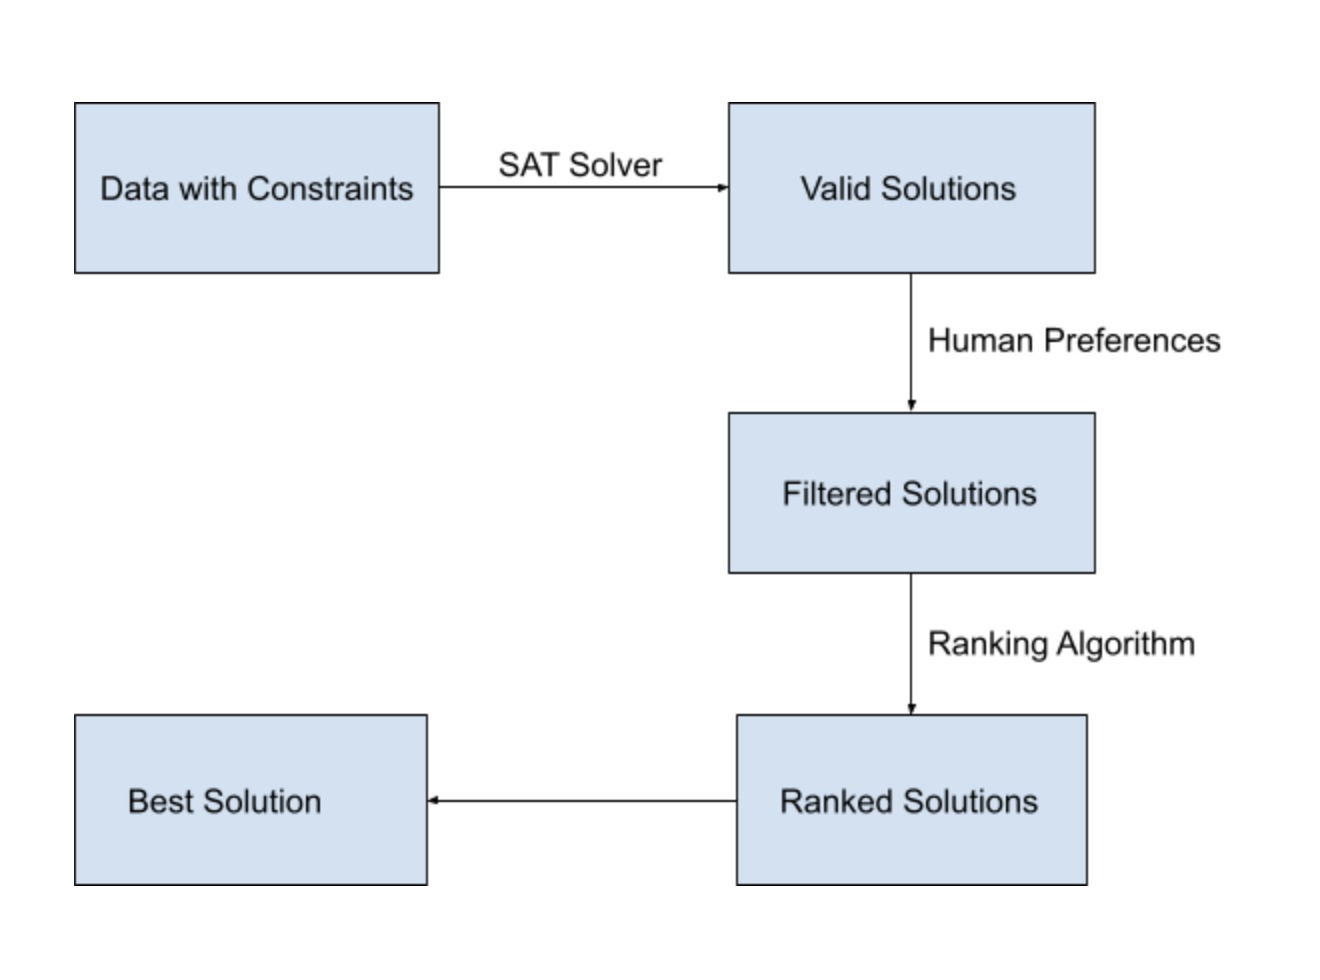 Data with Constraints
SAT Solver
Valid Solutions
Human Preferences
Filtered Solutions
Ranking Algorithm
Ranked Solutions
Best Solution